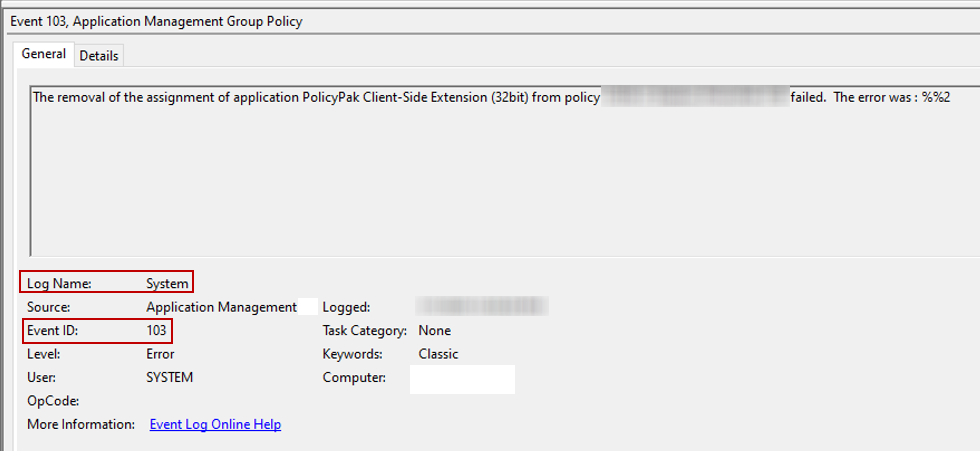 Event 103, Application Management Group Policy
General Details
The removal of the assignment of application PolicyPak Client-Side Extension (32bit) from policy failed. The error was : %%2
Log Name: System
Source: Application Management Logged:
Event ID: 103 Task Category: None
Level: Error Keywords: Classic
User: SYSTEM Computer:
OpCode:
More Information: Event Log Online Help